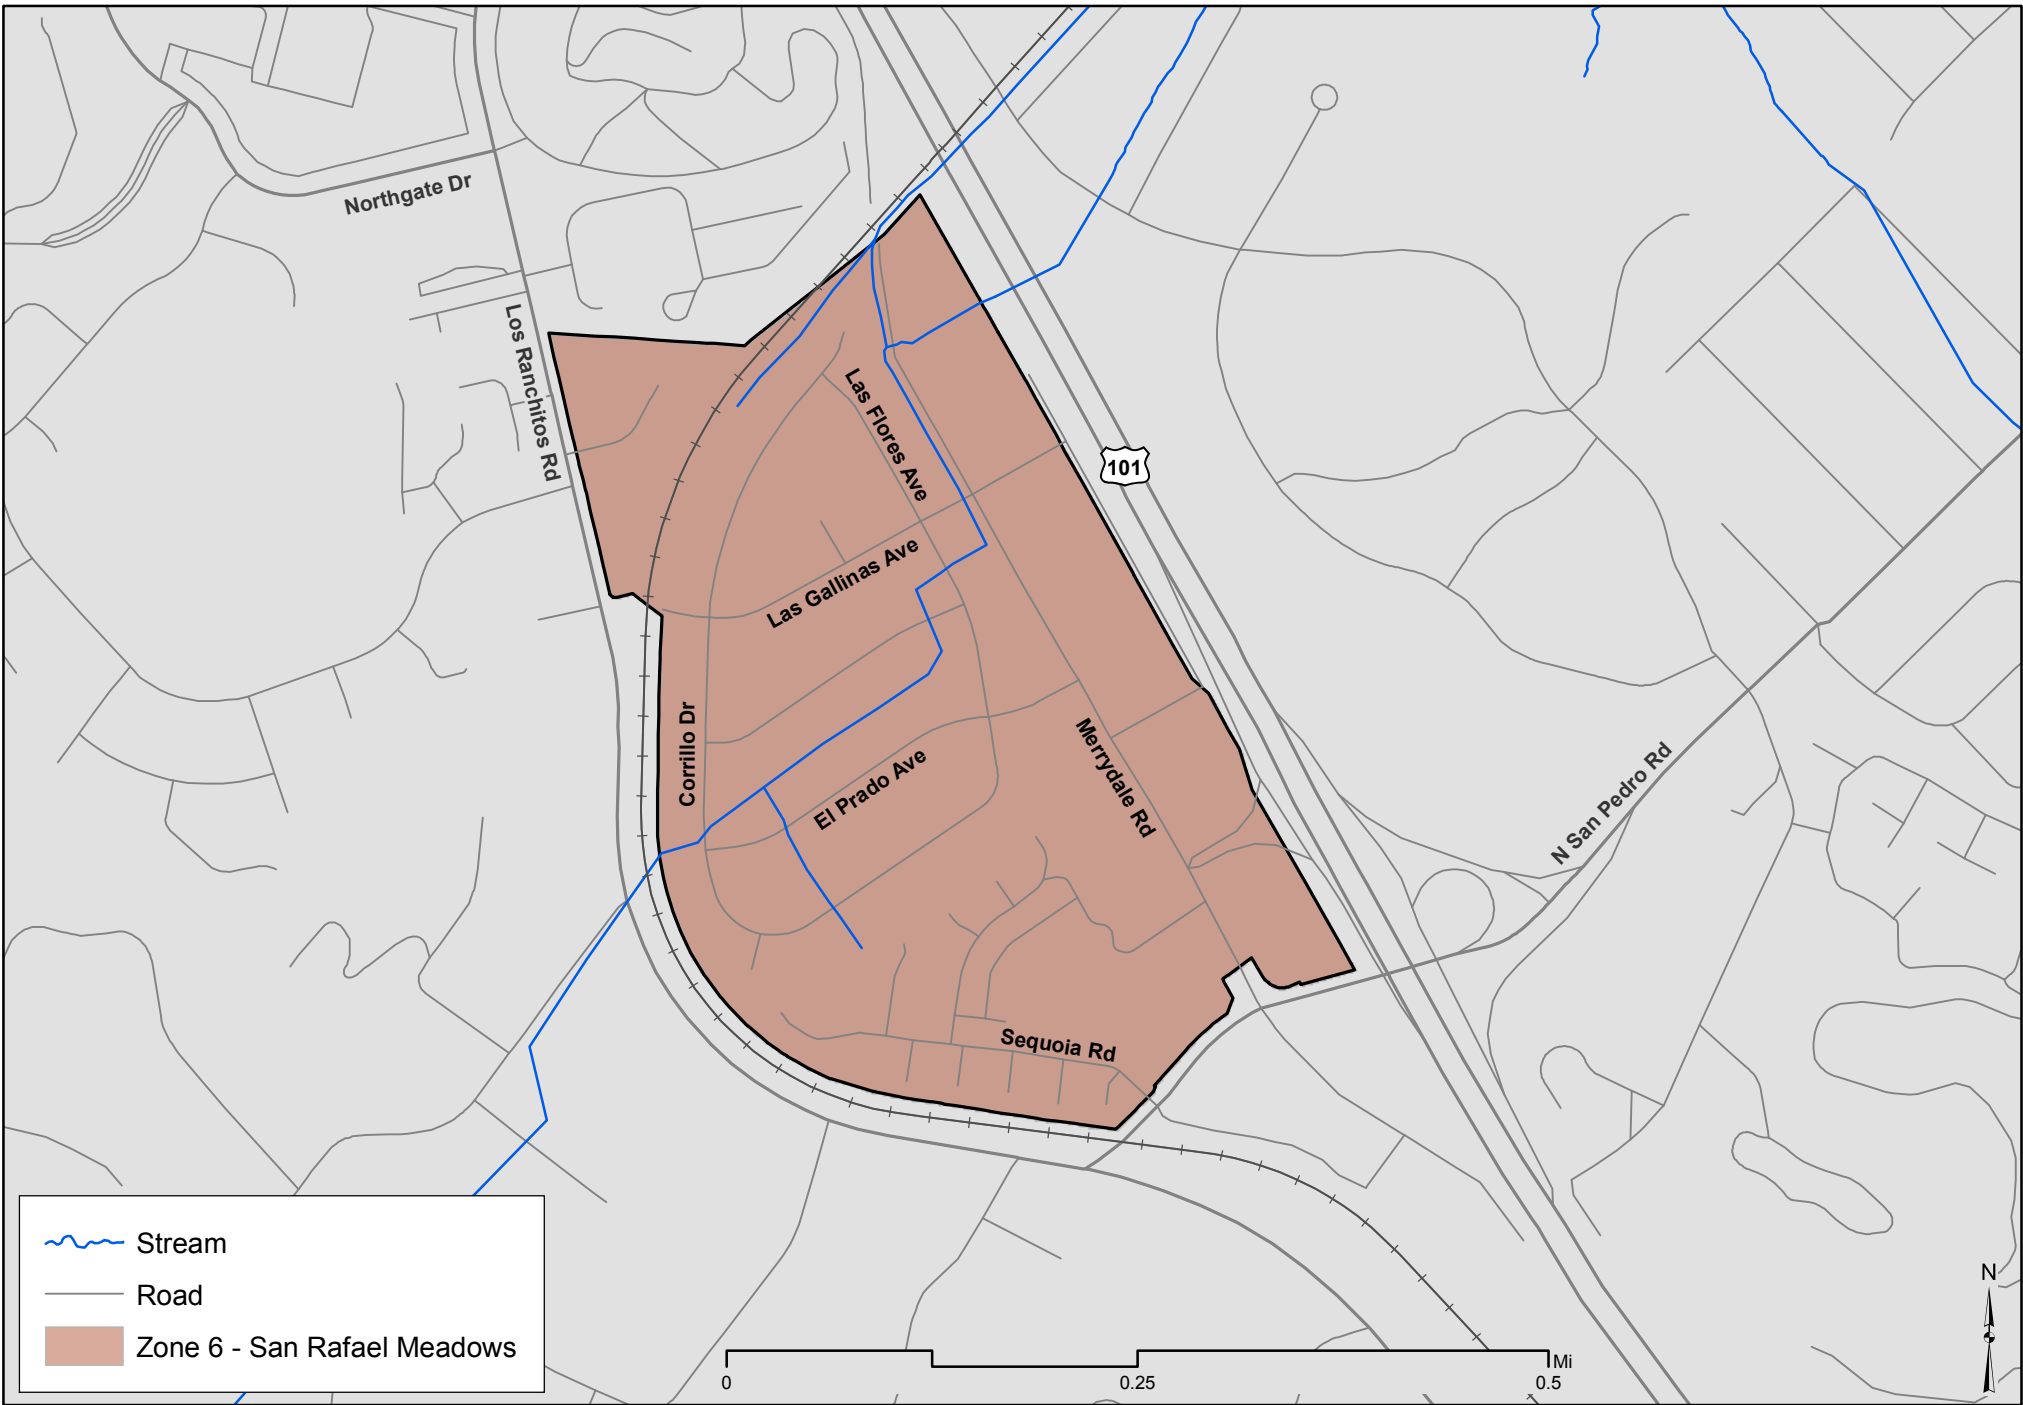 Northgate Dr
Los Ranchitos Rd
Las Flores Ave
101
Las Gallinas Ave
Corrillo Dr
El Prado Ave
Merrydale Rd
N San Pedro Rd
Sequoia Rd
Stream
Road
Zone 6 - San Rafael Meadows
N
Mi
0 0.25 0.5